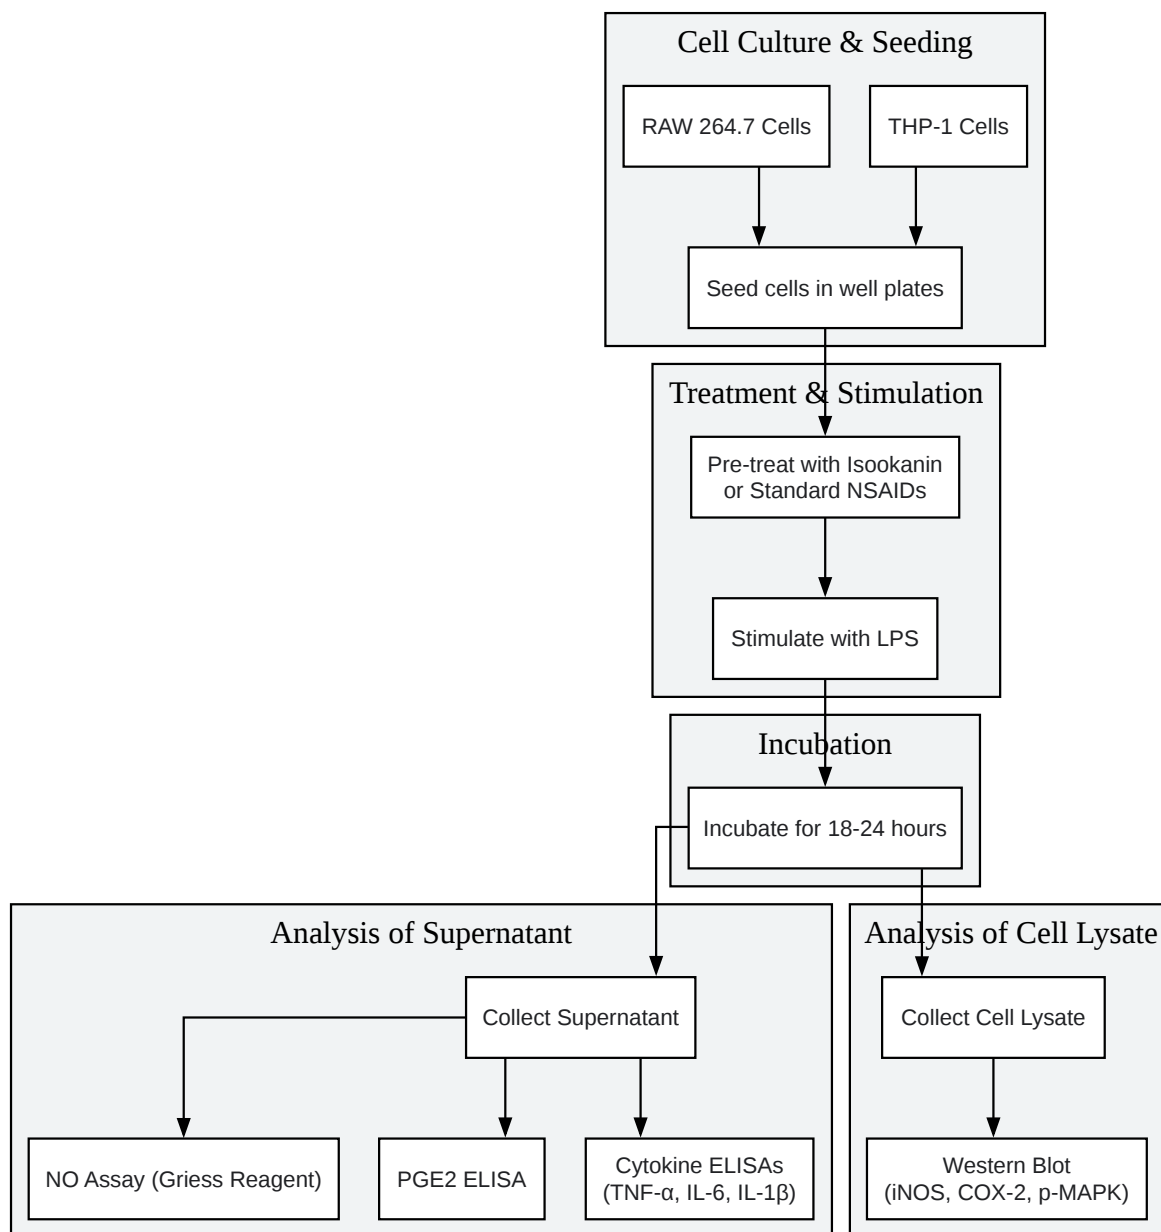 Cell Culture & Seeding
RAW 264.7 Cells
THP-1 Cells
Seed cells in well plates
Treatment & Stimulation
Pre-treat with Isookanin
or Standard NSAIDs
Stimulate with LPS
Incubation
Incubate for 18-24 hours
Analysis of Supernatant
Collect Supernatant
NO Assay (Griess Reagent)
PGE2 ELISA
Cytokine ELISAs
(TNF-α, IL-6, IL-1β)
Analysis of Cell Lysate
Collect Cell Lysate
Western Blot
(iNOS, COX-2, p-MAPK)